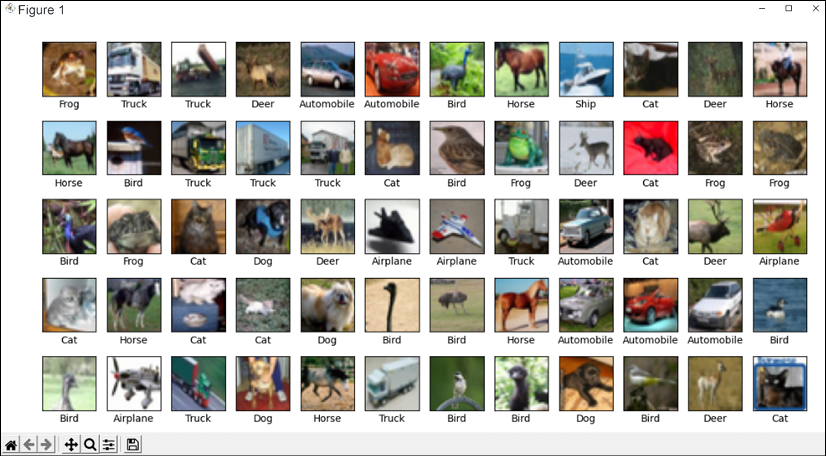 Figure 1
Frog Truck Truck Deer Automobile Automobile Bird Horse Ship Cat Deer Horse
Horse Bird Truck Truck Truck Cat Bird Frog Deer Cat Frog Frog
Bird Frog Cat Dog Deer Airplane Airplane Truck Automobile Cat Deer Airplane
Cat Horse Cat Cat Dog Bird Bird Horse Automobile Automobile Automobile Bird
Bird Airplane Truck Dog Horse Truck Bird Bird Dog Bird Deer Cat